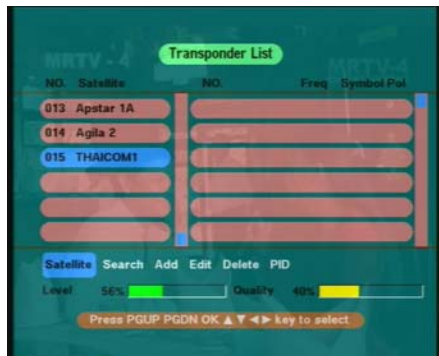 Transponder List
MRTV-4 MRTV-4
NO. Satellite NO. Freq Symbol Pol
013 Apstar 1A
014 Agila 2
015 THAICOM1
Satellite Search Add Edit Delete PID
Level 56% Quality 40%
Press PGUP PGDN OK ▲▼◄► key to select